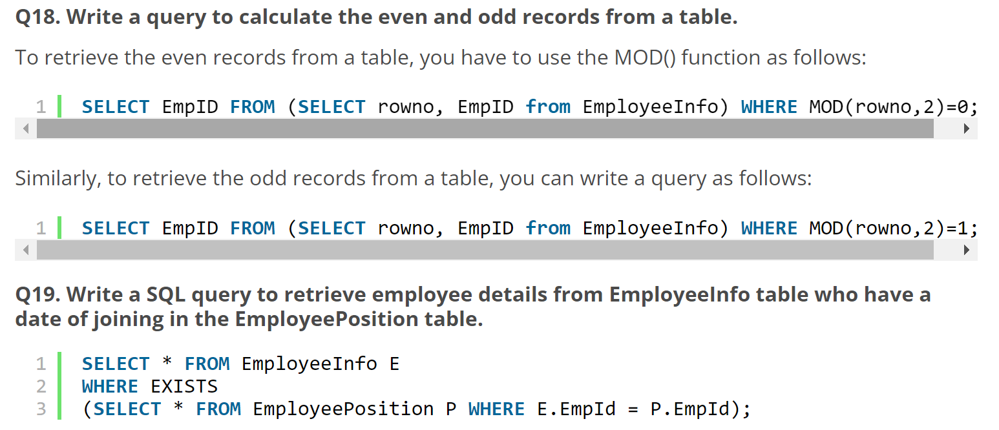 Q18. Write a query to calculate the even and odd records from a table.
To retrieve the even records from a table, you have to use the MOD() function as follows:
1 SELECT EmpID FROM (SELECT rowno, EmpID from EmployeeInfo) WHERE MOD(rowno,2)=0;
Similarly, to retrieve the odd records from a table, you can write a query as follows:
1 SELECT EmpID FROM (SELECT rowno, EmpID from EmployeeInfo) WHERE MOD(rowno,2)=1;
Q19. Write a SQL query to retrieve employee details from EmployeeInfo table who have a
date of joining in the EmployeePosition table.
1 SELECT * FROM EmployeeInfo E
2 WHERE EXISTS
3 (SELECT * FROM EmployeePosition P WHERE E.EmpId = P.EmpId);